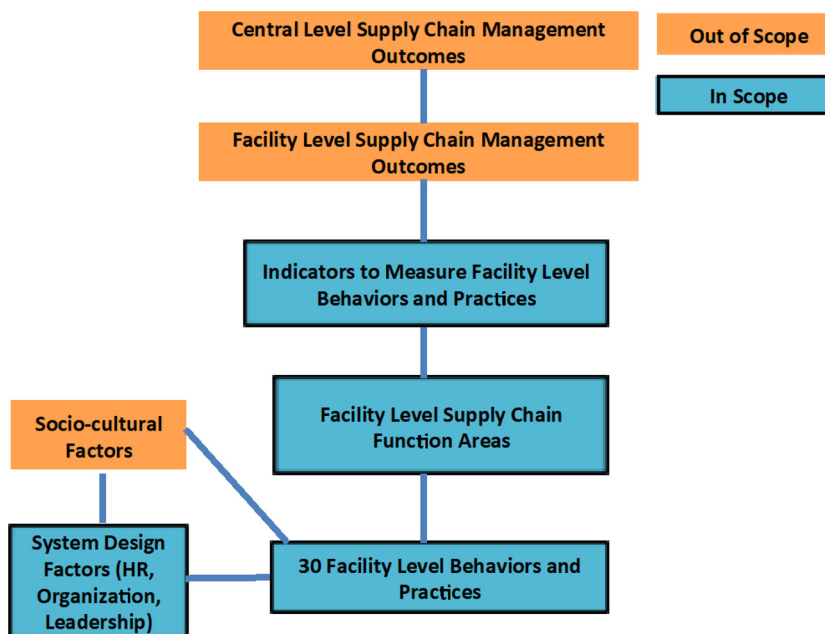 Central Level Supply Chain Management
Outcomes
Out of Scope
In Scope
Facility Level Supply Chain Management
Outcomes
Indicators to Measure Facility Level
Behaviors and Practices
Facility Level Supply Chain
Function Areas
Socio-cultural
Factors
System Design
Factors (HR,
Organization,
Leadership)
30 Facility Level Behaviors and
Practices